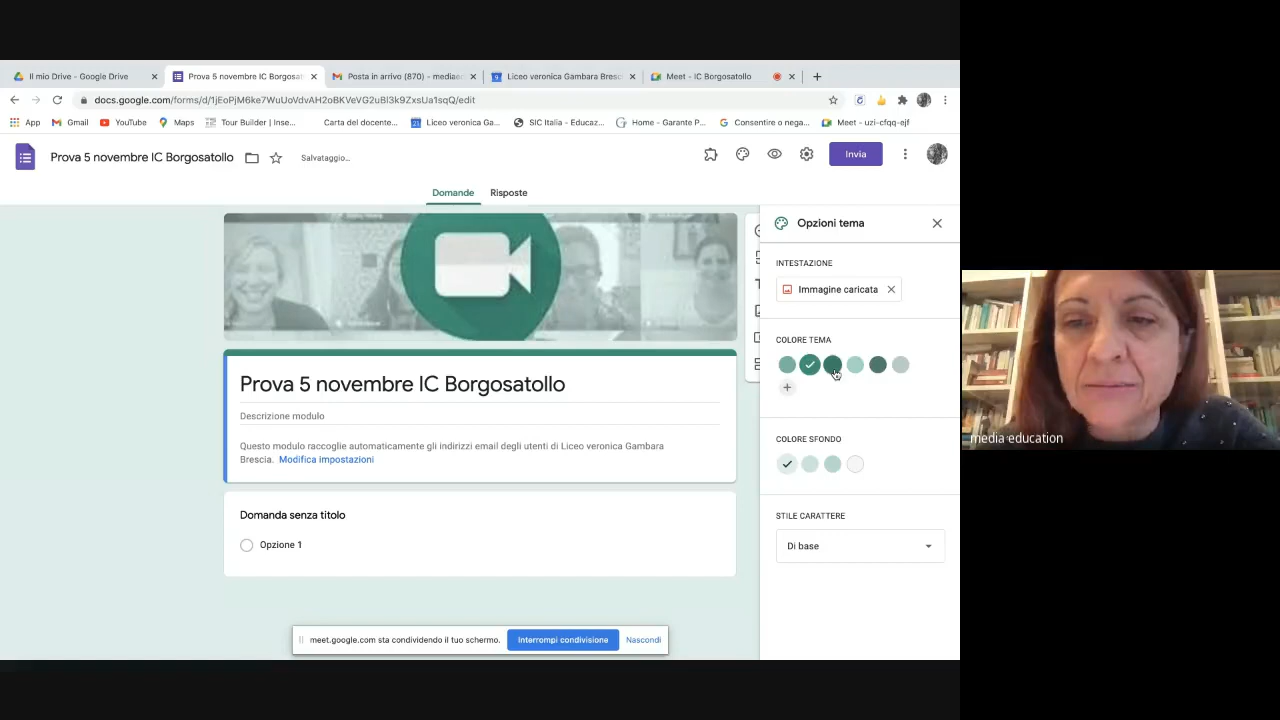 Il mio Drive - Google Drive
Prova 5 novembre IC Borgosat
Posta in arrivo (870) – mediaed
Liceo veronica Gambara Bresc
Meet - IC Borgosatollo
docs.google.com/forms/d/1jEoPjM6ke7WuUoVdvAH2oBKVeVG2uBl3k9ZxsUa1sqQ/edit
App
Gmail
YouTube
Maps
Tour Builder | Inse...
Carta del docente...
Liceo veronica Ga...
SIC Italia - Educaz...
Home - Garante P...
Consentire o nega...
Meet - uzi-cfqq-ejf
Prova 5 novembre IC Borgosatollo
Salvataggio...
Invia
Domande
Risposte
Opzioni tema
INTESTAZIONE
Immagine caricata
COLORE TEMA
Prova 5 novembre IC Borgosatollo
Descrizione modulo
Questo modulo raccoglie automaticamente gli indirizzi email degli utenti di Liceo veronica Gambara
Brescia. Modifica impostazioni
COLORE SFONDO
Domanda senza titolo
Opzione 1
STILE CARATTERE
Di base
meet.google.com sta condividendo il tuo schermo.
Interrompi condivisione
Nascondi
media education